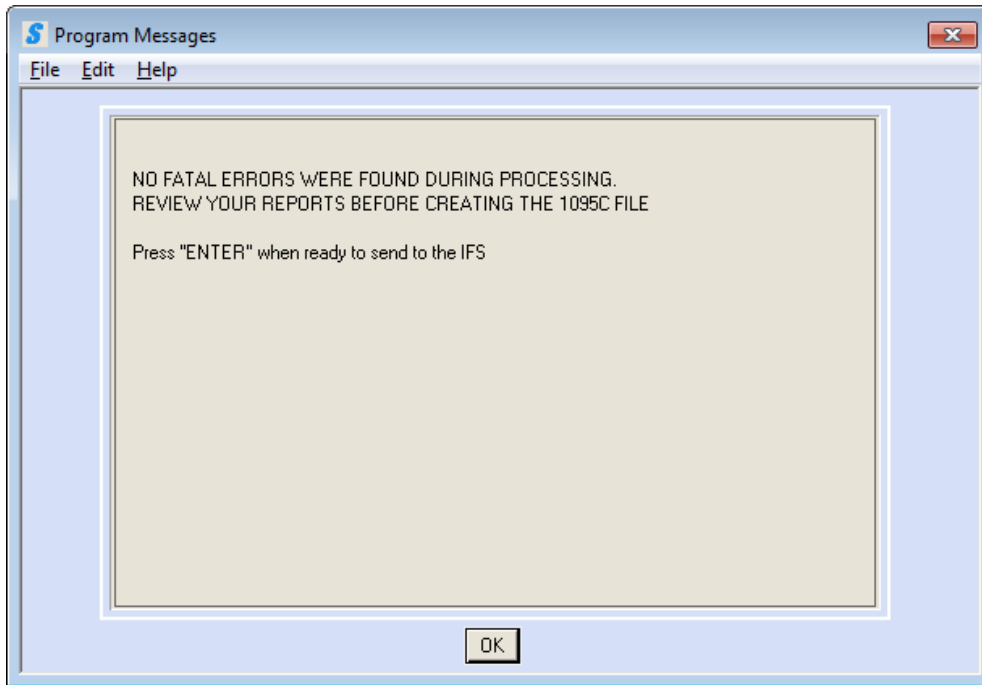 Program Messages
File Edit Help
NO FATAL ERRORS WERE FOUND DURING PROCESSING.
REVIEW YOUR REPORTS BEFORE CREATING THE 1095C FILE
Press "ENTER" when ready to send to the IFS
OK